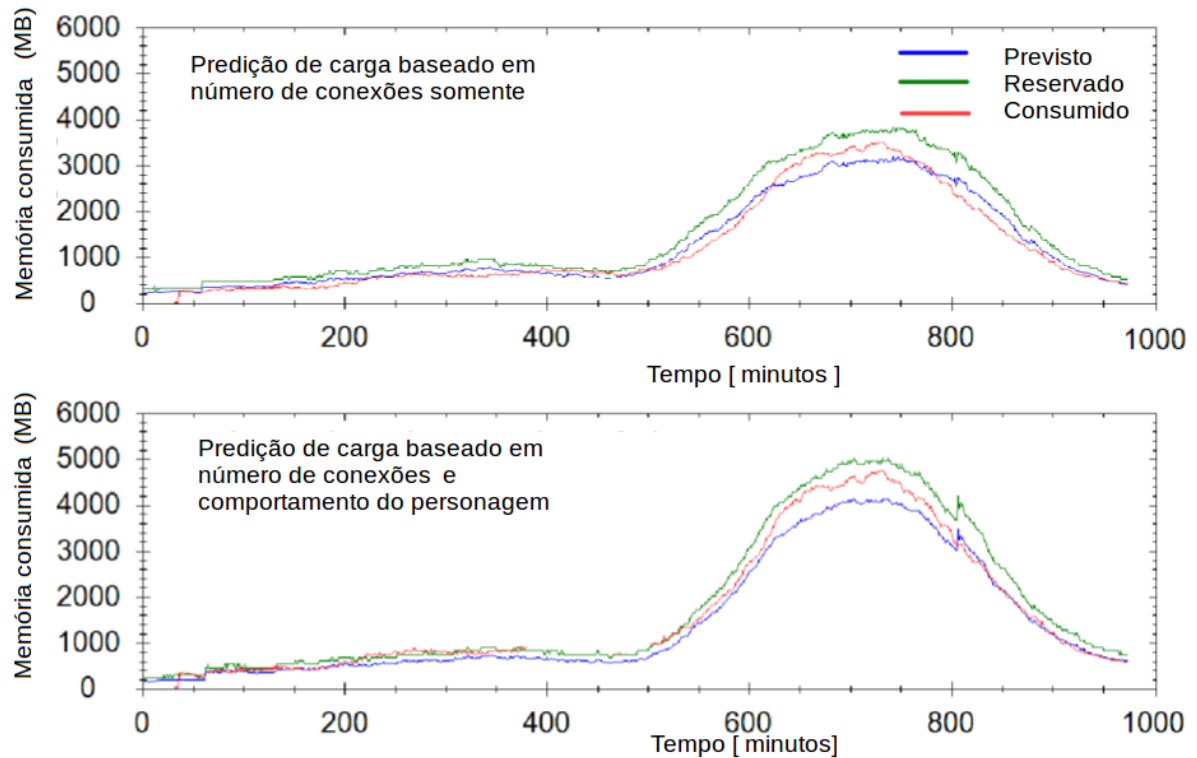 Memória consumida (MB)
6000
5000
4000
3000
2000
1000
0
Predição de carga baseado em
número de conexões somente
Previsto
Reservado
Consumido
0 200 400 600 800 1000
Tempo [ minutos ]
Memória consumida (MB)
6000
5000
4000
3000
2000
1000
0
Predição de carga baseado em
número de conexões e
comportamento do personagem
0 200 400 600 800 1000
Tempo [ minutos]